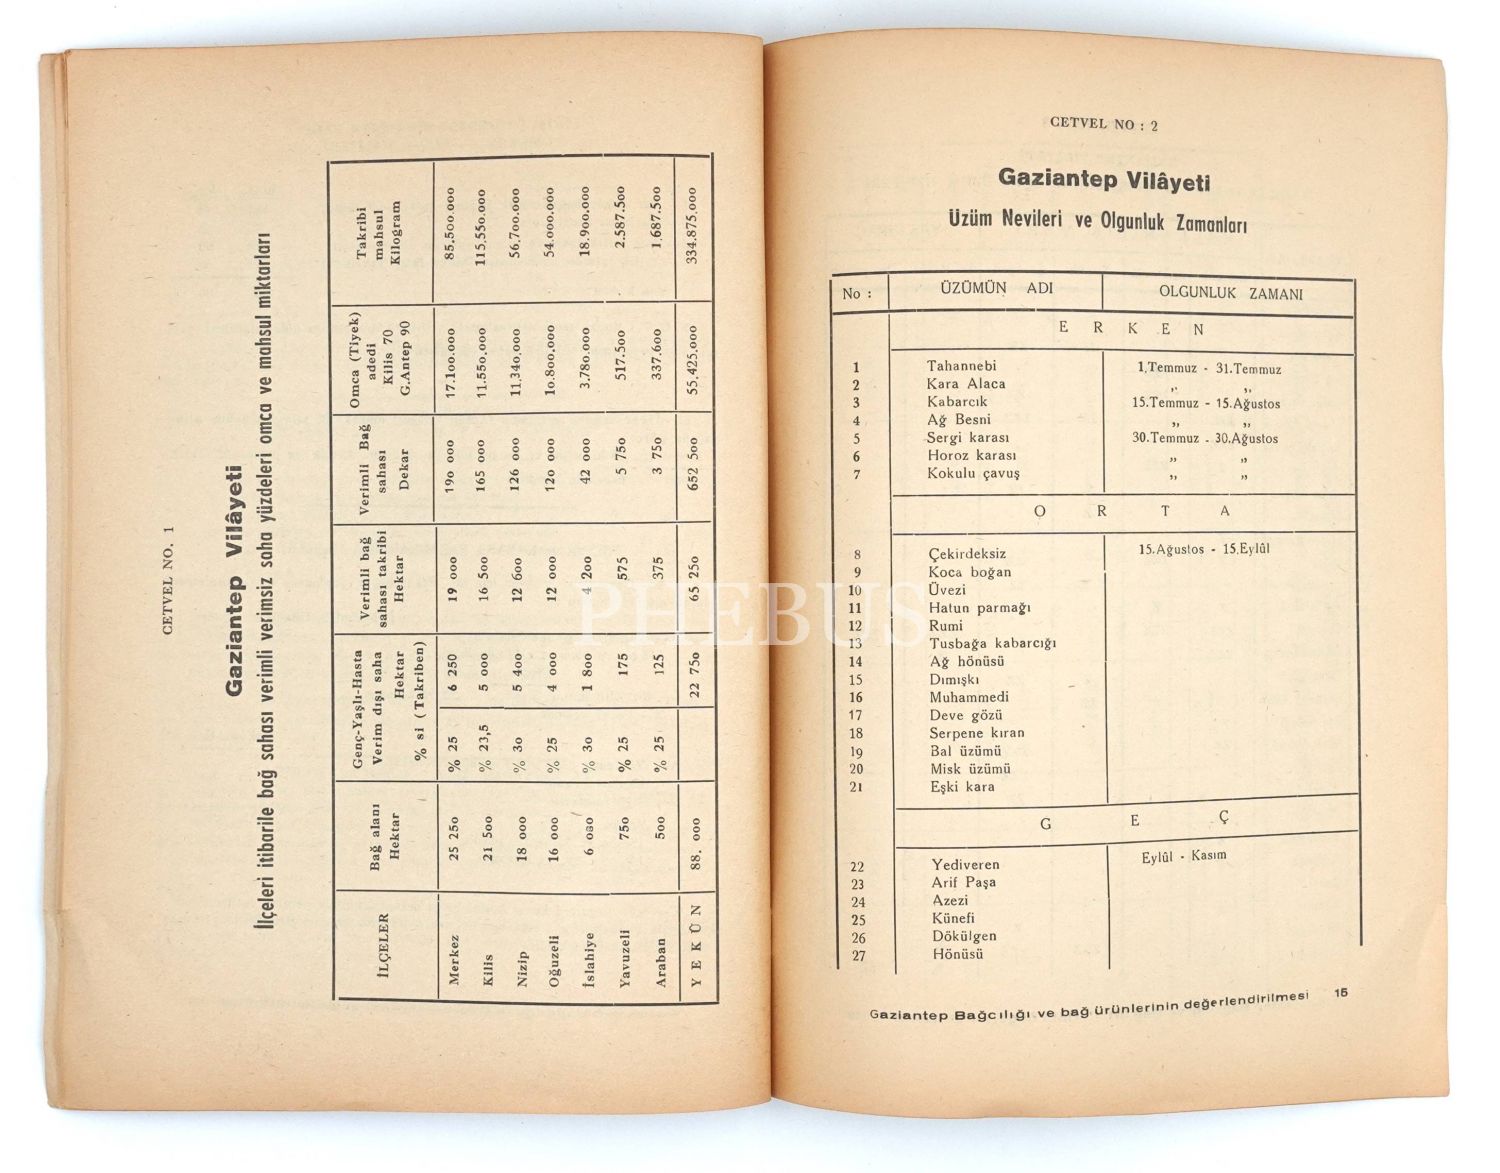 CETVEL NO. 1
Gaziantep Vilâyeti
İlçeleri itibarile bağ sahası verimli verimsiz saha yüzdeleri omca ve mahsul miktarları
İLÇELER
Bağ alanı
Hektar
Genç-Yaşlı-Hasta
Verim dışı saha
Hektar
% si (Takriben)
Verimli bağ
sahası takribi
Hektar
Verimli Bağ
sahası
Dekar
Omca (Tiyek)
adedi
Kilis 70
G.Antep 90
Takribi
mahsul
Kilogram
Merkez 25 250 % 25 6 250 19 000 190 000 17.100.000 85.500.000
Kilis 21 500 % 23,5 5 000 16 500 165 000 11.550.000 115.550.000
Nizip 18 000 % 30 5 400 12 600 126 000 11.340.000 56.700.000
Oğuzeli 16 000 % 25 4 000 12 000 120 000 10.800.000 54.000.000
İslahiye 6 000 % 30 1 800 4 200 42 000 3.780.000 18.900.000
Yavuzeli 750 % 25 175 575 5 750 517.500 2.587.500
Araban 500 % 25 125 375 3 750 337.600 1.687.500
YEKÛN 88. 000 22 750 65 250 652 500 55.425.000 334.875.000
CETVEL NO : 2
Gaziantep Vilâyeti
Üzüm Nevileri ve Olgunluk Zamanları
No : ÜZÜMÜN ADI OLGUNLUK ZAMANI
ERKEN
1 Tahannebi 1.Temmuz - 31.Temmuz
2 Kara Alaca ,, ,,
3 Kabarcık 15.Temmuz - 15.Ağustos
4 Ağ Besni ,, ,,
5 Sergi karası 30.Temmuz - 30.Ağustos
6 Horoz karası ,, ,,
7 Kokulu çavuş ,, ,,
ORTA
8 Çekirdeksiz 15.Ağustos - 15.Eylûl
9 Koca boğan
10 Üvezi
11 Hatun parmağı
12 Rumi
13 Tusbağa kabarcığı
14 Ağ hönüsü
15 Dımışkı
16 Muhammedi
17 Deve gözü
18 Serpene kıran
19 Bal üzümü
20 Misk üzümü
21 Eşki kara
GEÇ
22 Yediveren Eylûl - Kasım
23 Arif Paşa
24 Azezi
25 Künefi
26 Dökülgen
27 Hönüsü
Gaziantep Bağcılığı ve bağ ürünlerinin değerlendirilmesi 15
PHEBUS